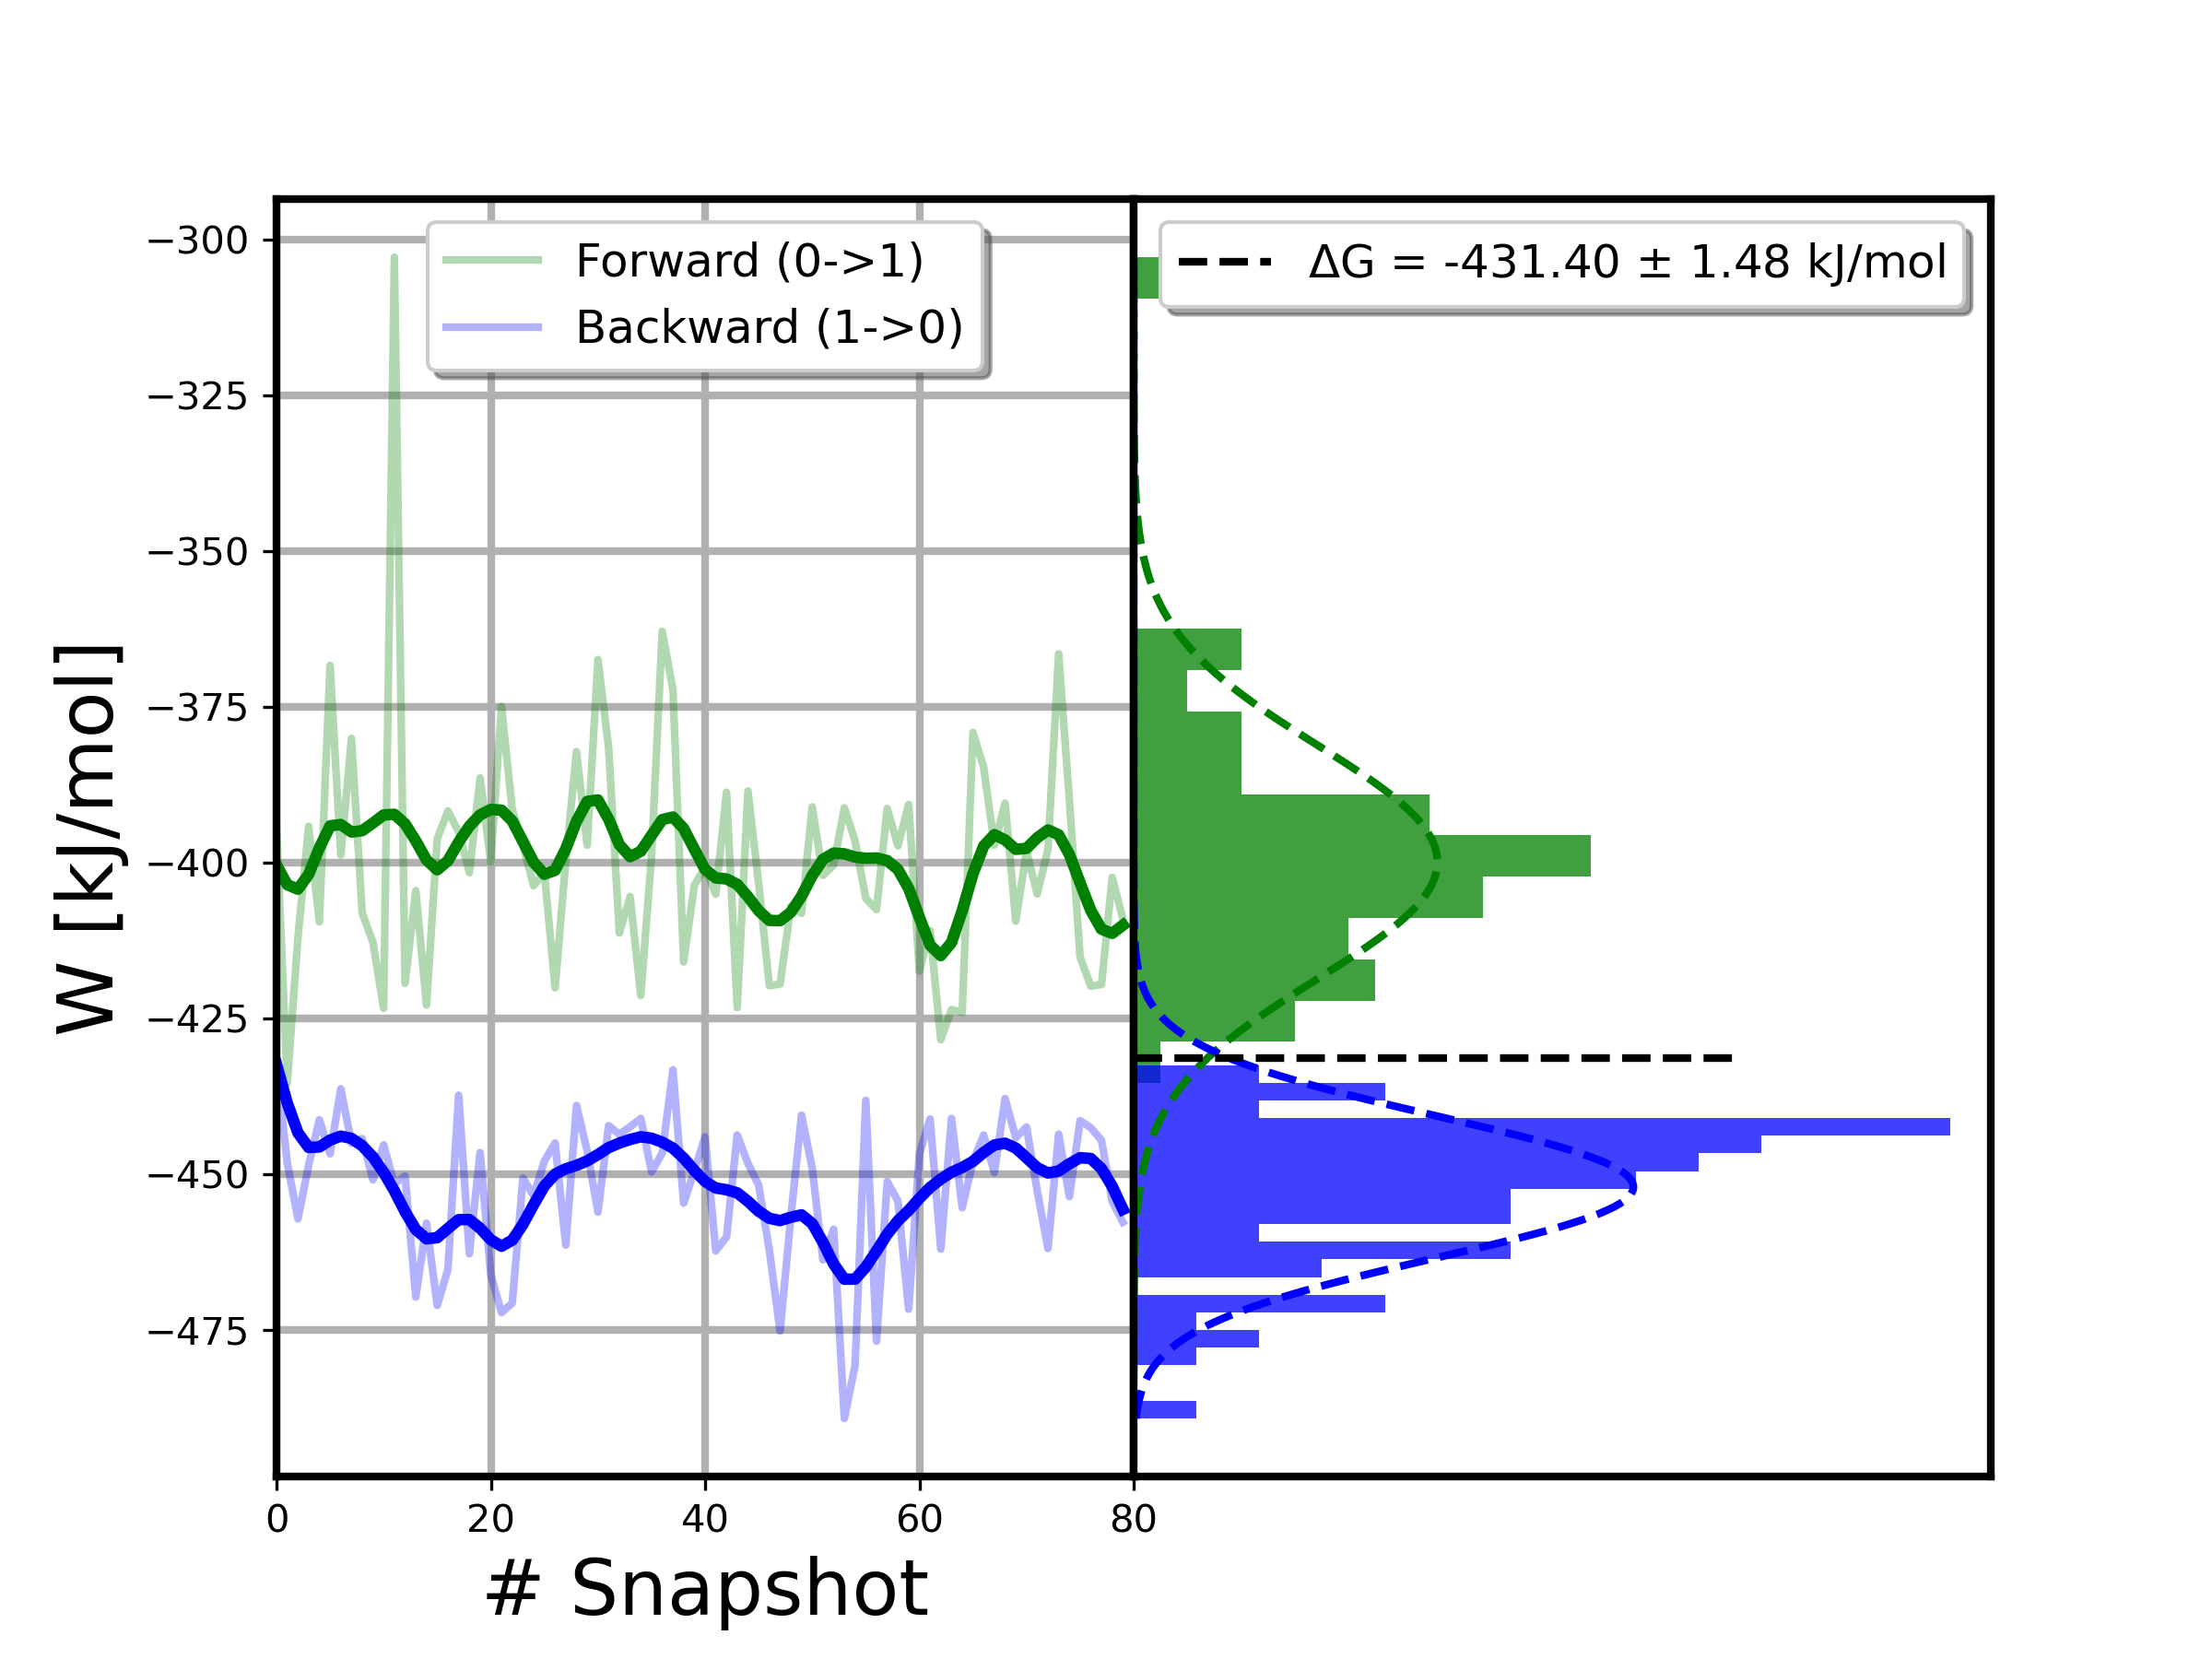 Forward (0->1)
Backward (1->0)
ΔG = -431.40 ± 1.48 kJ/mol
W [kJ/mol]
−300
−325
−350
−375
−400
−425
−450
−475
0
20
40
60
80
# Snapshot